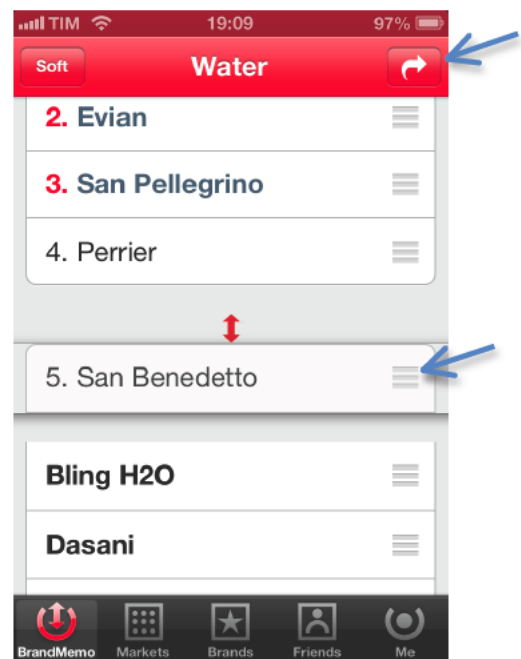 TIM 19:09 97%
Soft Water
2. Evian
3. San Pellegrino
4. Perrier
5. San Benedetto
Bling H2O
Dasani
BrandMemo Markets Brands Friends Me